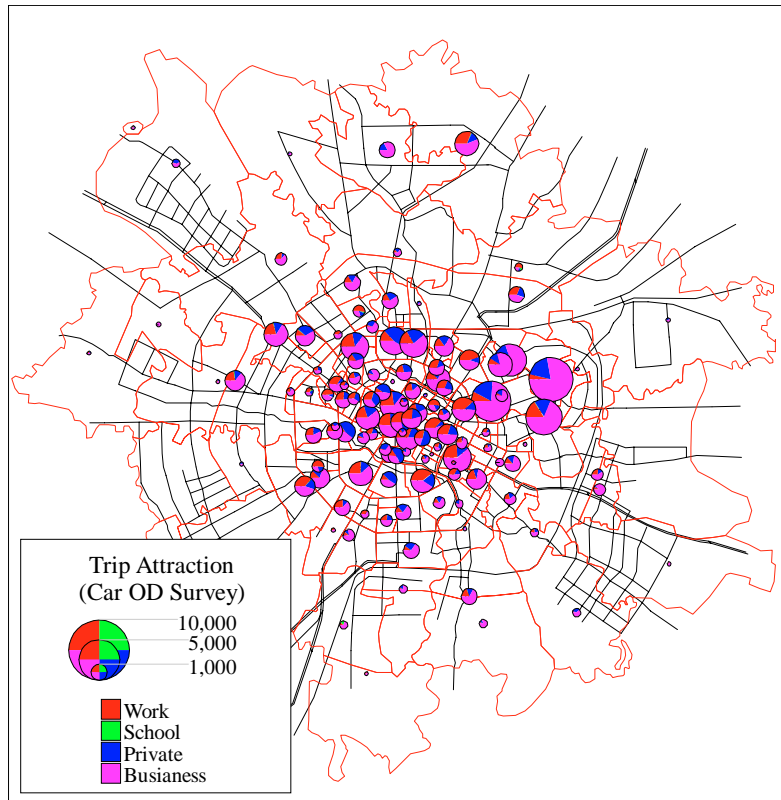 Trip Attraction
(Car OD Survey)
10,000
5,000
1,000
Work
School
Private
Busianess